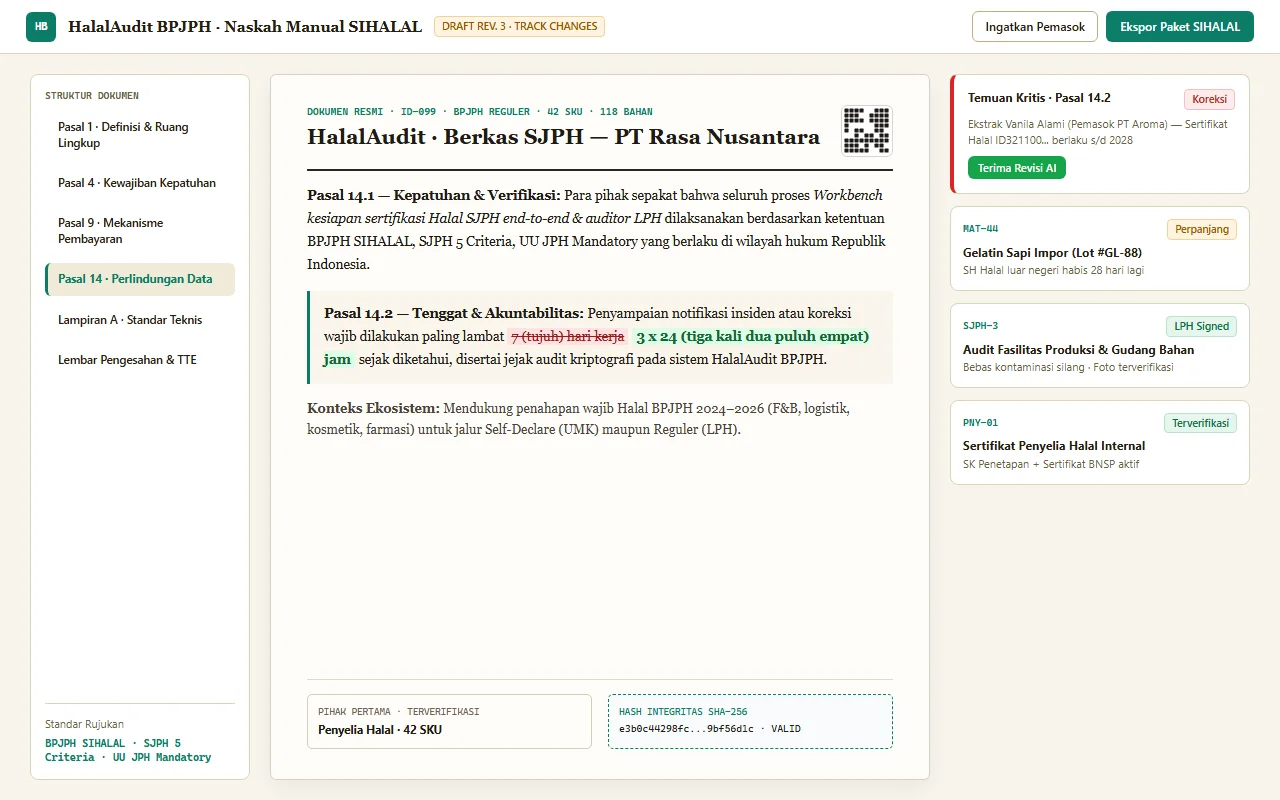 HB
HalalAudit BPJPH · Naskah Manual SIHALAL
DRAFT REV. 3 · TRACK CHANGES
Ingatkan Pemasok
Ekspor Paket SIHALAL
STRUKTUR DOKUMEN
Pasal 1 · Definisi & Ruang
Lingkup
Pasal 4 · Kewajiban Kepatuhan
Pasal 9 · Mekanisme
Pembayaran
Pasal 14 · Perlindungan Data
Lampiran A · Standar Teknis
Lembar Pengesahan & TTE
Standar Rujukan
BPJPH SIHALAL · SJPH 5
Criteria · UU JPH Mandatory
DOKUMEN RESMI · ID-099 · BPJPH REGULER · 42 SKU · 118 BAHAN
HalalAudit · Berkas SJPH — PT Rasa Nusantara
Pasal 14.1 — Kepatuhan & Verifikasi: Para pihak sepakat bahwa seluruh proses Workbench
kesiapan sertifikasi Halal SJPH end-to-end & auditor LPH dilaksanakan berdasarkan ketentuan
BPJPH SIHALAL, SJPH 5 Criteria, UU JPH Mandatory yang berlaku di wilayah hukum Republik
Indonesia.
Pasal 14.2 — Tenggat & Akuntabilitas: Penyampaian notifikasi insiden atau koreksi
wajib dilakukan paling lambat 7 (tujuh) hari kerja 3 x 24 (tiga kali dua puluh empat)
jam sejak diketahui, disertai jejak audit kriptografi pada sistem HalalAudit BPJPH.
Konteks Ekosistem: Mendukung penahapan wajib Halal BPJPH 2024–2026 (F&B, logistik,
kosmetik, farmasi) untuk jalur Self-Declare (UMK) maupun Reguler (LPH).
PIHAK PERTAMA · TERVERIFIKASI
Penyelia Halal · 42 SKU
HASH INTEGRITAS SHA-256
e3b0c44298fc...9bf56d1c · VALID
Temuan Kritis · Pasal 14.2
Koreksi
Ekstrak Vanila Alami (Pemasok PT Aroma) — Sertifikat
Halal ID321100... berlaku s/d 2028
Terima Revisi AI
MAT-44
Perpanjang
Gelatin Sapi Impor (Lot #GL-88)
SH Halal luar negeri habis 28 hari lagi
SJPH-3
LPH Signed
Audit Fasilitas Produksi & Gudang Bahan
Bebas kontaminasi silang · Foto terverifikasi
PNY-01
Terverifikasi
Sertifikat Penyelia Halal Internal
SK Penetapan + Sertifikat BNSP aktif